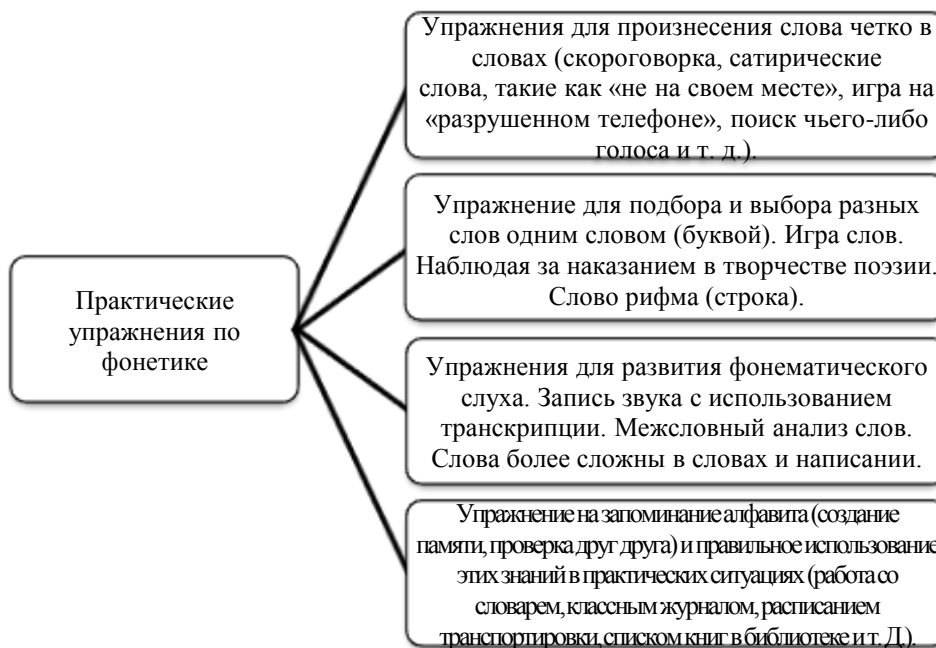 Практические
упражнения по
фонетике
Упражнения для произнесения слова четко в
словах (скороговорка, сатирические
слова, такие как «не на своем месте», игра на
«разрушенном телефоне», поиск чьего-либо
голоса и т. д.).
Упражнение для подбора и выбора разных
слов одним словом (буквой). Игра слов.
Наблюдая за наказанием в творчестве поэзии.
Слово рифма (строка).
Упражнения для развития фонематического
слуха. Запись звука с использованием
транскрипции. Межсловный анализ слов.
Слова более сложны в словах и написании.
Упражнение на запоминание алфавита (создание
памяти, проверка друг друга) и правильное использование
этих знаний в практических ситуациях (работа со
словарем, классным журналом, расписанием
транспортировки, списком книг в библиотеке и т. Д.).